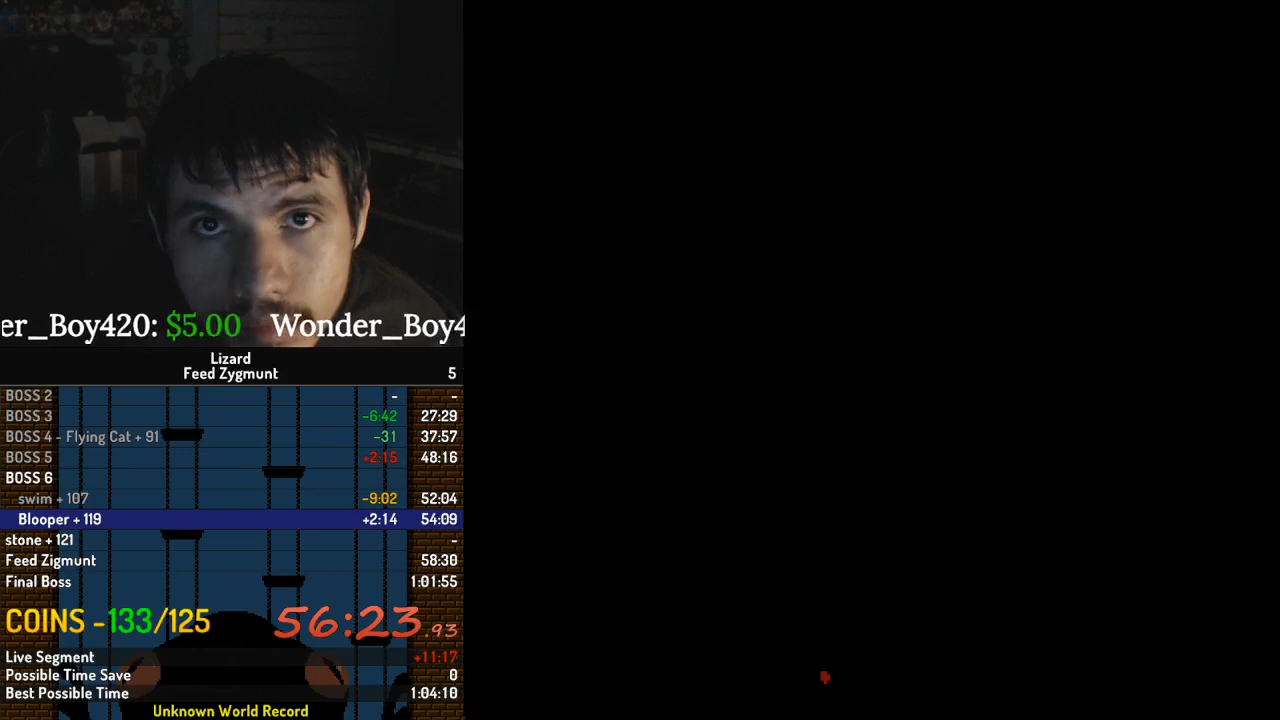 er_Boy420: $5.00 Wonder_Boy4
Lizard
Feed Zygmunt 5
BOSS 2 - -
BOSS 3 -6:42 27:29
BOSS 4 - Flying Cat + 91 -31 37:57
BOSS 5 +2:15 48:16
BOSS 6
swim + 107 -9:02 52:04
Blooper + 119 +2:14 54:09
stone + 121 -
Feed Zigmunt 58:30
Final Boss 1:01:55
COINS -133/125 56:23.93
Live Segment +11:17
Possible Time Save 0
Best Possible Time 1:04:10
Unknown World Record